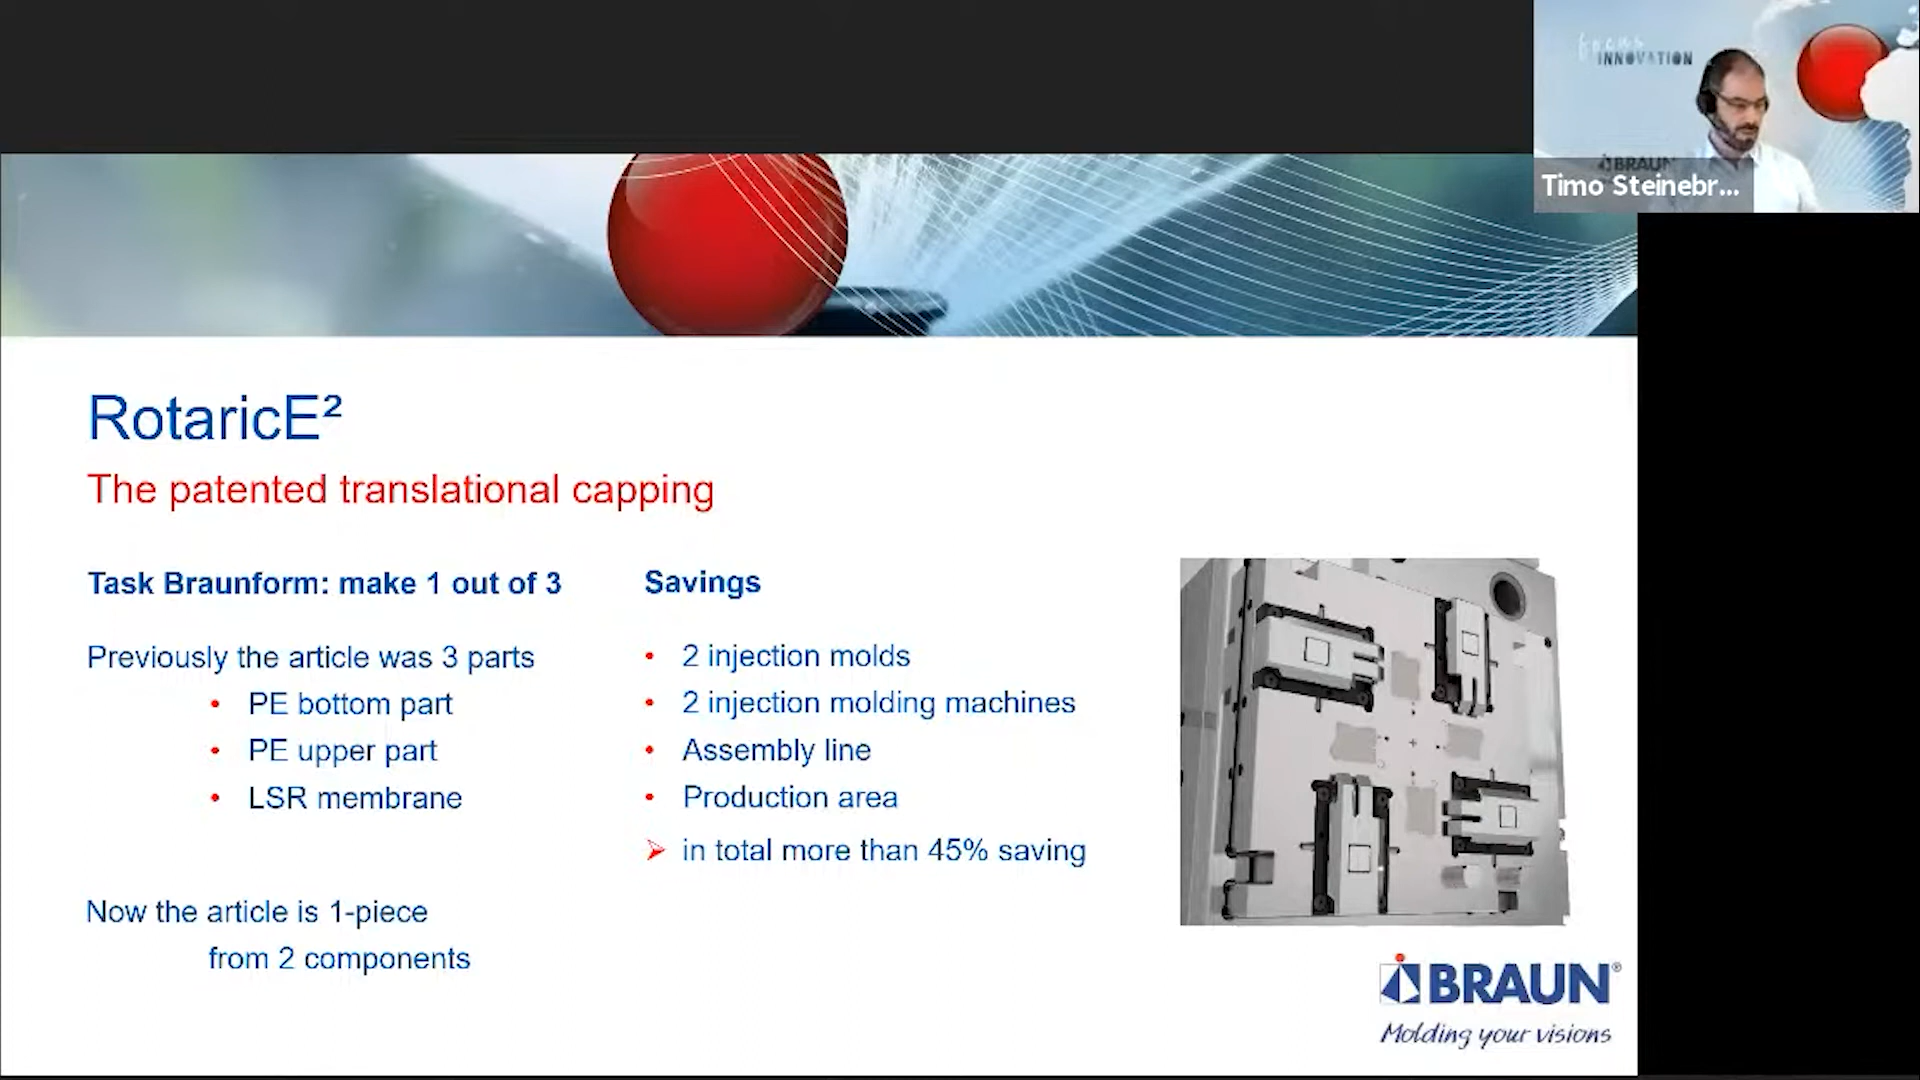 INNOVATION
BRAUN
Timo Steinebr...
RotaricE²
The patented translational capping
Task Braunform: make 1 out of 3
Previously the article was 3 parts
• PE bottom part
• PE upper part
• LSR membrane
Now the article is 1-piece
from 2 components
Savings
• 2 injection molds
• 2 injection molding machines
• Assembly line
• Production area
➢ in total more than 45% saving
BRAUN®
Molding your visions